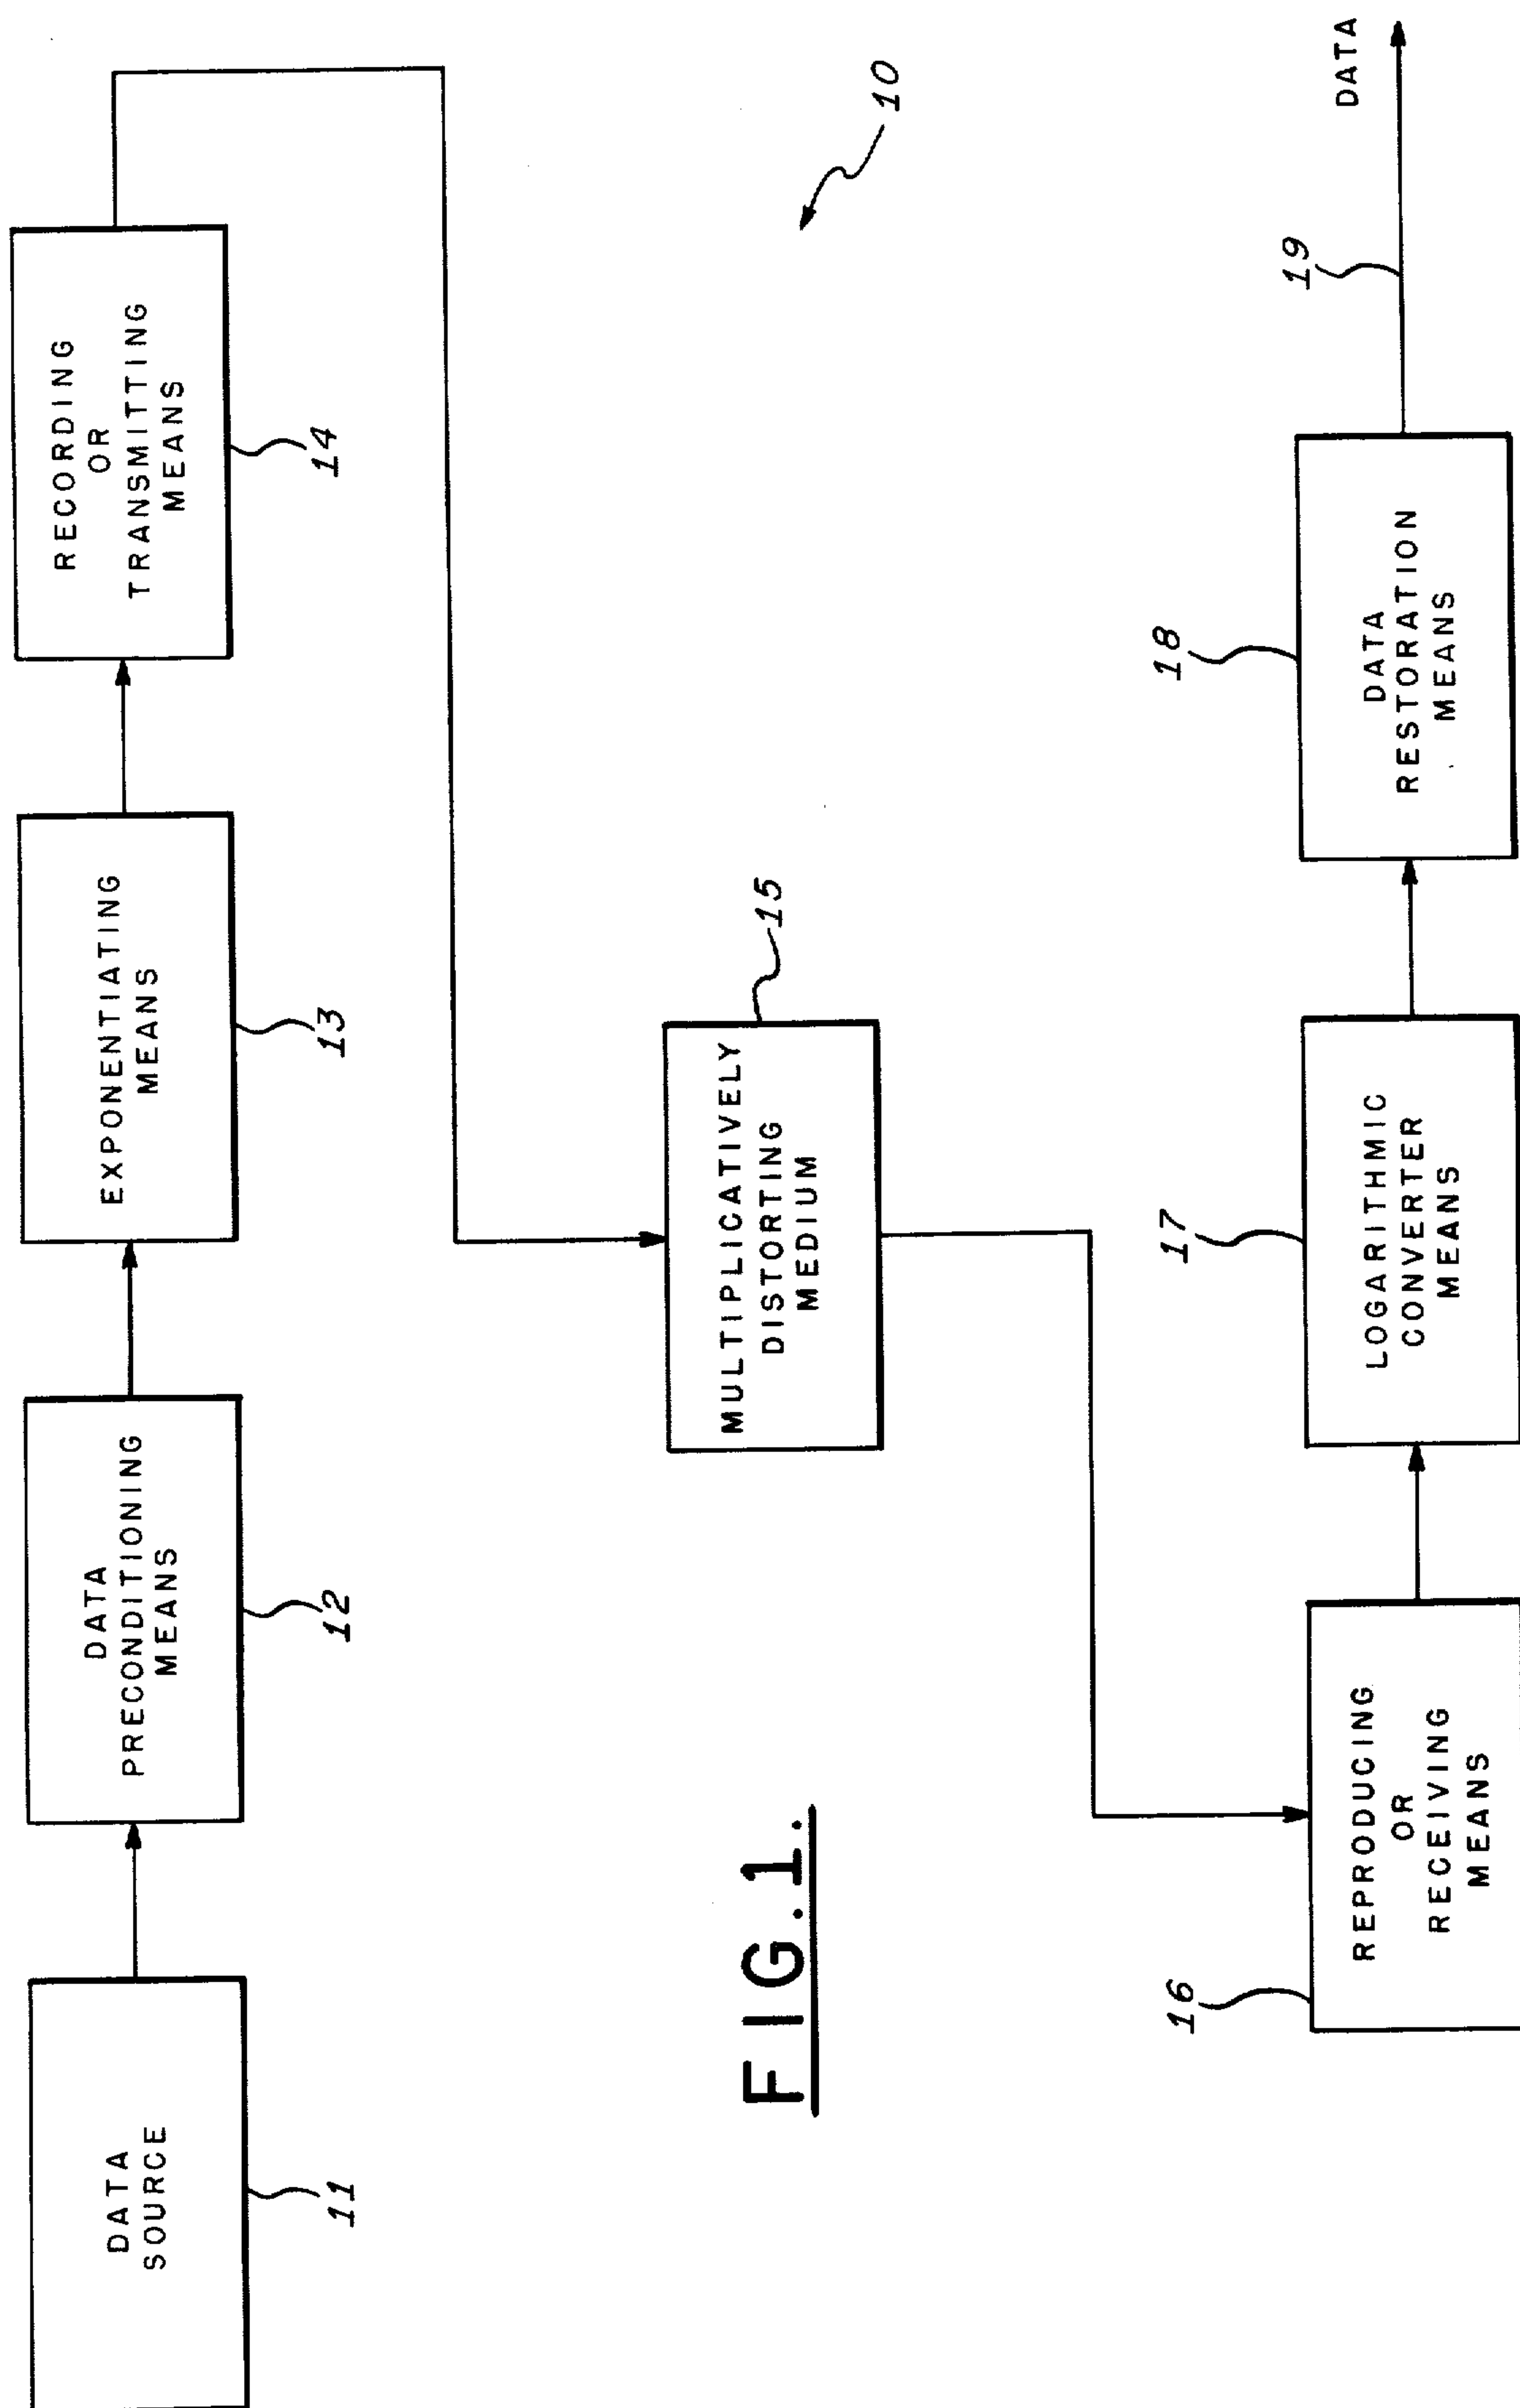 DATA
SOURCE
11
DATA
PRECONDITIONING
MEANS
12
EXPONENTIATING
MEANS
13
RECORDING
OR
TRANSMITTING
MEANS
14
MULTIPLICATIVELY
DISTORTING
MEDIUM
15
10
FIG.1.
16
REPRODUCING
OR
RECEIVING
MEANS
17
LOGARITHMIC
CONVERTER
MEANS
18
DATA
RESTORATION
MEANS
19
DATA